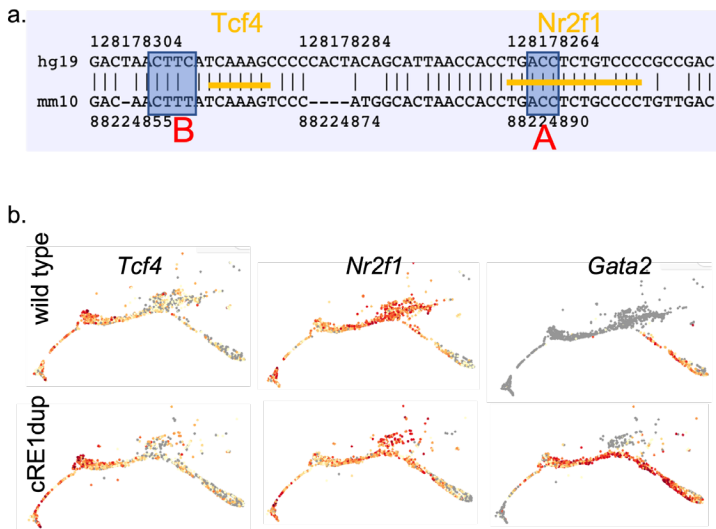 a.
Tcf4 Nr2f1
128178304 128178284 128178264
hg19 GACTAACTTCATCAAAGCCCCCACTACAGCATTAACCACCTGACCTCTGTCCCCGCCGAC
mm10 GAC-AACTTTATCAAAGTCCC----ATGGCACTAACCACCTGACCTCTGCCCCTGTTGAC
88224855 88224874 88224890
B A
b.
Tcf4 Nr2f1 Gata2
wild type
cRE1dup